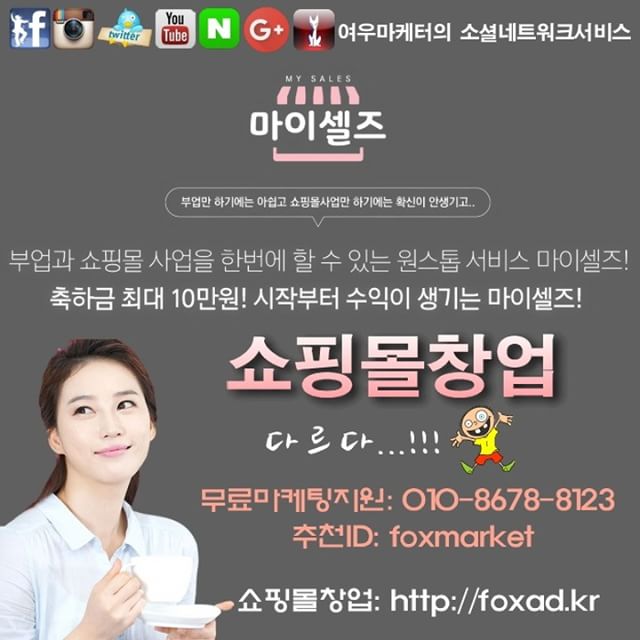 f
twitter
You
Tube
N
G+
여우마케터의 소셜네트워크서비스
MY SALES
마이셀즈
부업만 하기에는 아쉽고 쇼핑몰사업만 하기에는 확신이 안생기고..
부업과 쇼핑몰 사업을 한번에 할 수 있는 원스톱 서비스 마이셀즈!
축하금 최대 10만원! 시작부터 수익이 생기는 마이셀즈!
쇼핑몰창업
다르다...!!!
무료마케팅지원: 010-8678-8123
추천ID: foxmarket
쇼핑몰창업: http://foxad.kr